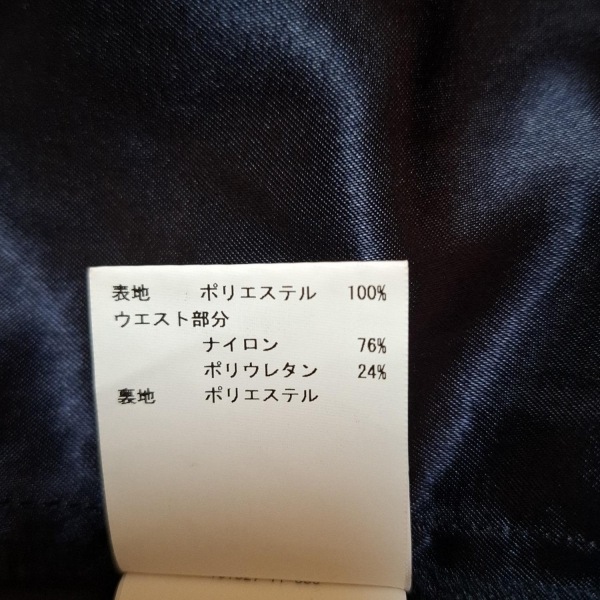 表地 ポリエステル 100%
ウエスト部分
ナイロン 76%
ポリウレタン 24%
裏地 ポリエステル